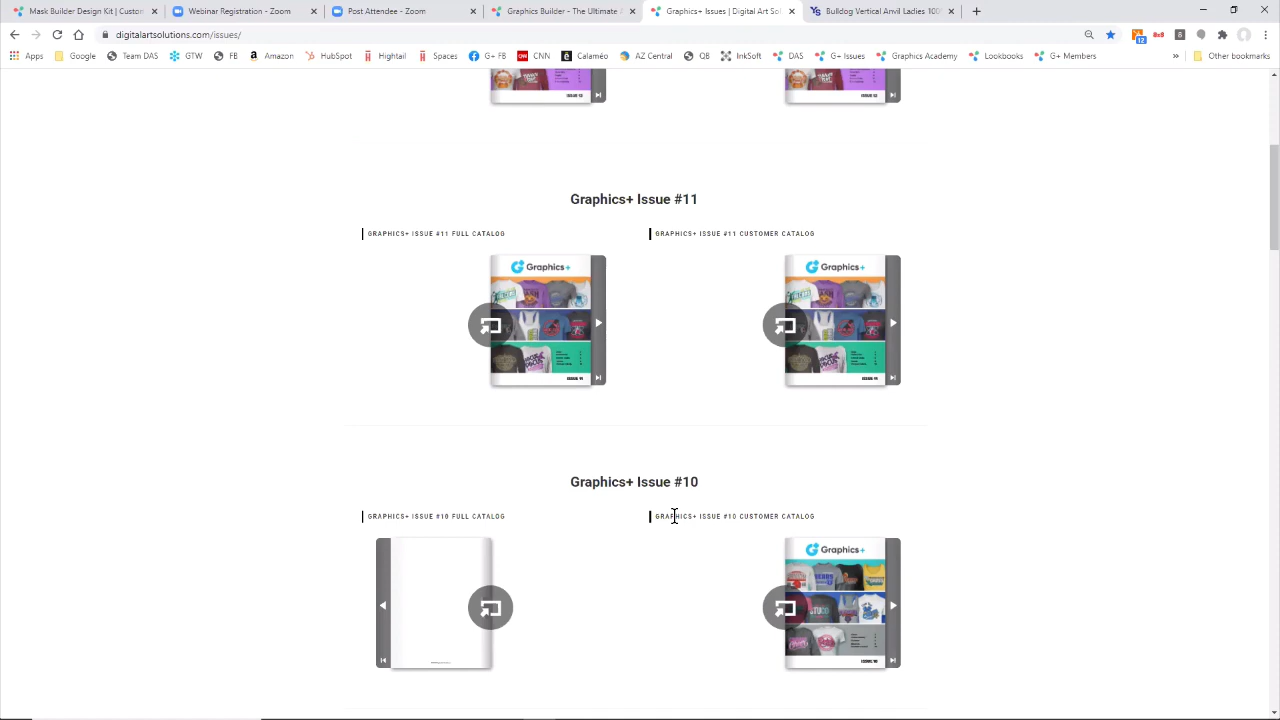 Mask Builder Design Kit | Custom
Webinar Registration - Zoom
Post Attendee - Zoom
Graphics Builder - The Ultimate
Graphics+ Issues | Digital Art Sol
Bulldog Vertical Anvil Ladies 100%
digitalartsolutions.com/issues/
Apps
Google
Team DAS
GTW
FB
Amazon
HubSpot
Hightail
Spaces
G+ FB
CNN
Calaméo
AZ Central
QB
InkSoft
DAS
G+ Issues
Graphics Academy
Lookbooks
G+ Members
Other bookmarks
Graphics+ Issue #11
GRAPHICS+ ISSUE #11 FULL CATALOG
GRAPHICS+ ISSUE #11 CUSTOMER CATALOG
Graphics+
Graphics+
ISSUE 11
ISSUE 11
Graphics+ Issue #10
GRAPHICS+ ISSUE #10 FULL CATALOG
GRAPHICS+ ISSUE #10 CUSTOMER CATALOG
Graphics+